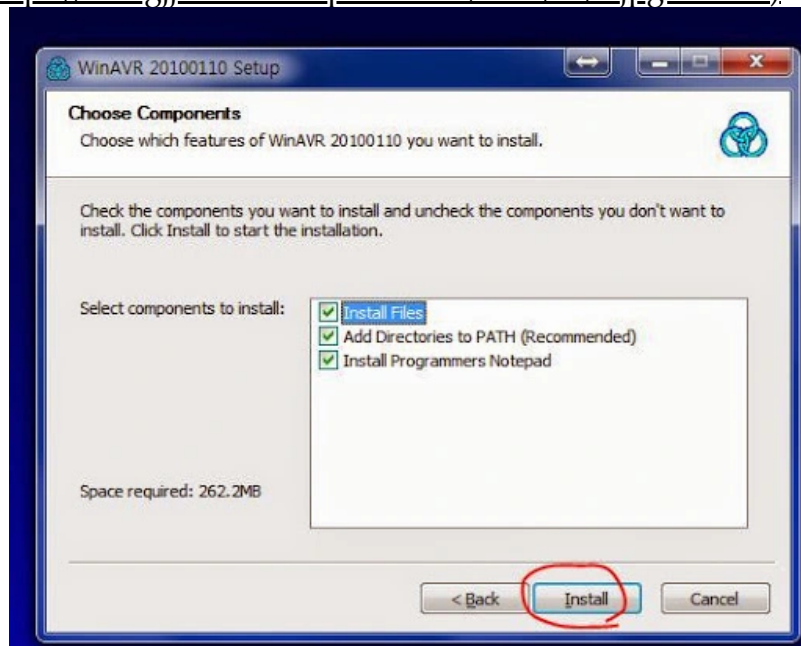 WinAVR 20100110 Setup
Choose Components
Choose which features of WinAVR 20100110 you want to install.
Check the components you want to install and uncheck the components you don't want to
install. Click Install to start the installation.
Select components to install:
Install Files
Add Directories to PATH (Recommended)
Install Programmers Notepad
Space required: 262.2MB
< Back
Install
Cancel